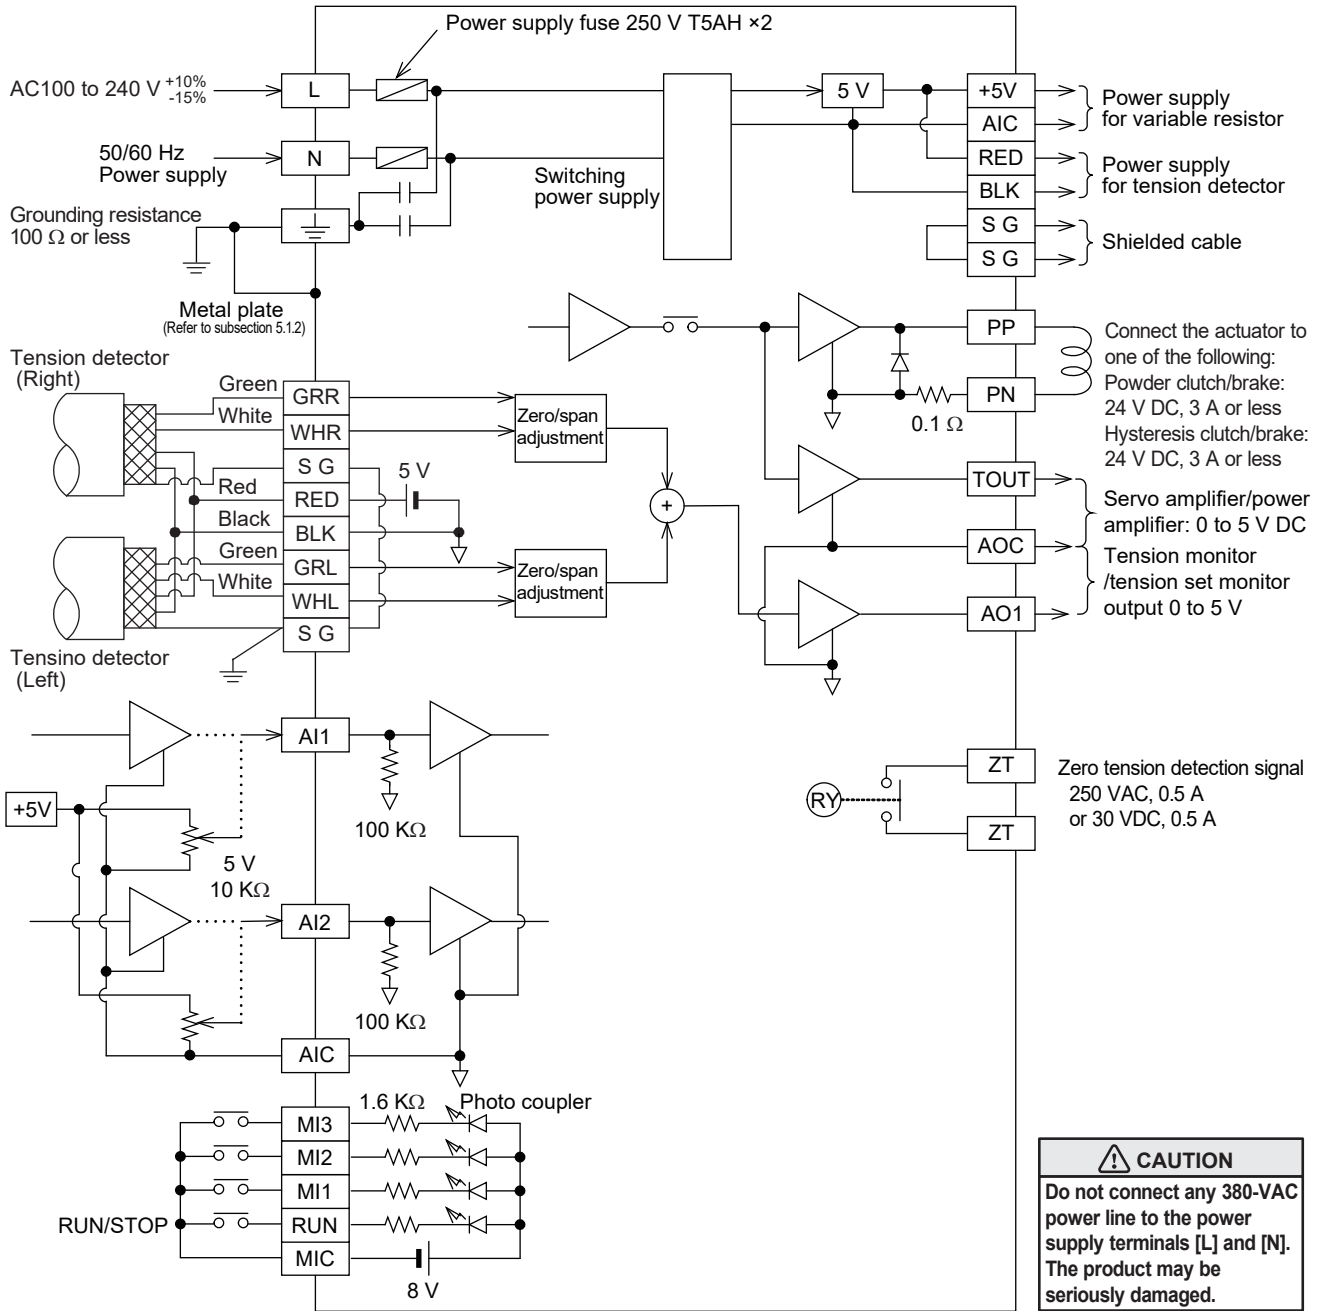 Power supply fuse 250 V T5AH ×2
AC100 to 240 V +10%
-15%
L
5 V
+5V
Power supply
for variable resistor
AIC
50/60 Hz
Power supply
N
Switching
power supply
RED
Power supply
for tension detector
BLK
Grounding resistance
100 Ω or less
S G
Shielded cable
S G
Metal plate
(Refer to subsection 5.1.2)
PP
PN
0.1 Ω
Connect the actuator to
one of the following:
Powder clutch/brake:
24 V DC, 3 A or less
Hysteresis clutch/brake:
24 V DC, 3 A or less
Tension detector
(Right)
Green
GRR
White
WHR
Zero/span
adjustment
S G
5 V
Red
RED
Black
BLK
+
Green
GRL
White
WHL
Zero/span
adjustment
S G
Tensino detector
(Left)
TOUT
Servo amplifier/power
amplifier: 0 to 5 V DC
AOC
Tension monitor
/tension set monitor
output 0 to 5 V
AO1
AI1
100 KΩ
+5V
5 V
10 KΩ
AI2
100 KΩ
AIC
RY
ZT
ZT
Zero tension detection signal
250 VAC, 0.5 A
or 30 VDC, 0.5 A
1.6 KΩ
Photo coupler
MI3
MI2
MI1
RUN/STOP
RUN
MIC
8 V
CAUTION
Do not connect any 380-VAC
power line to the power
supply terminals [L] and [N].
The product may be
seriously damaged.